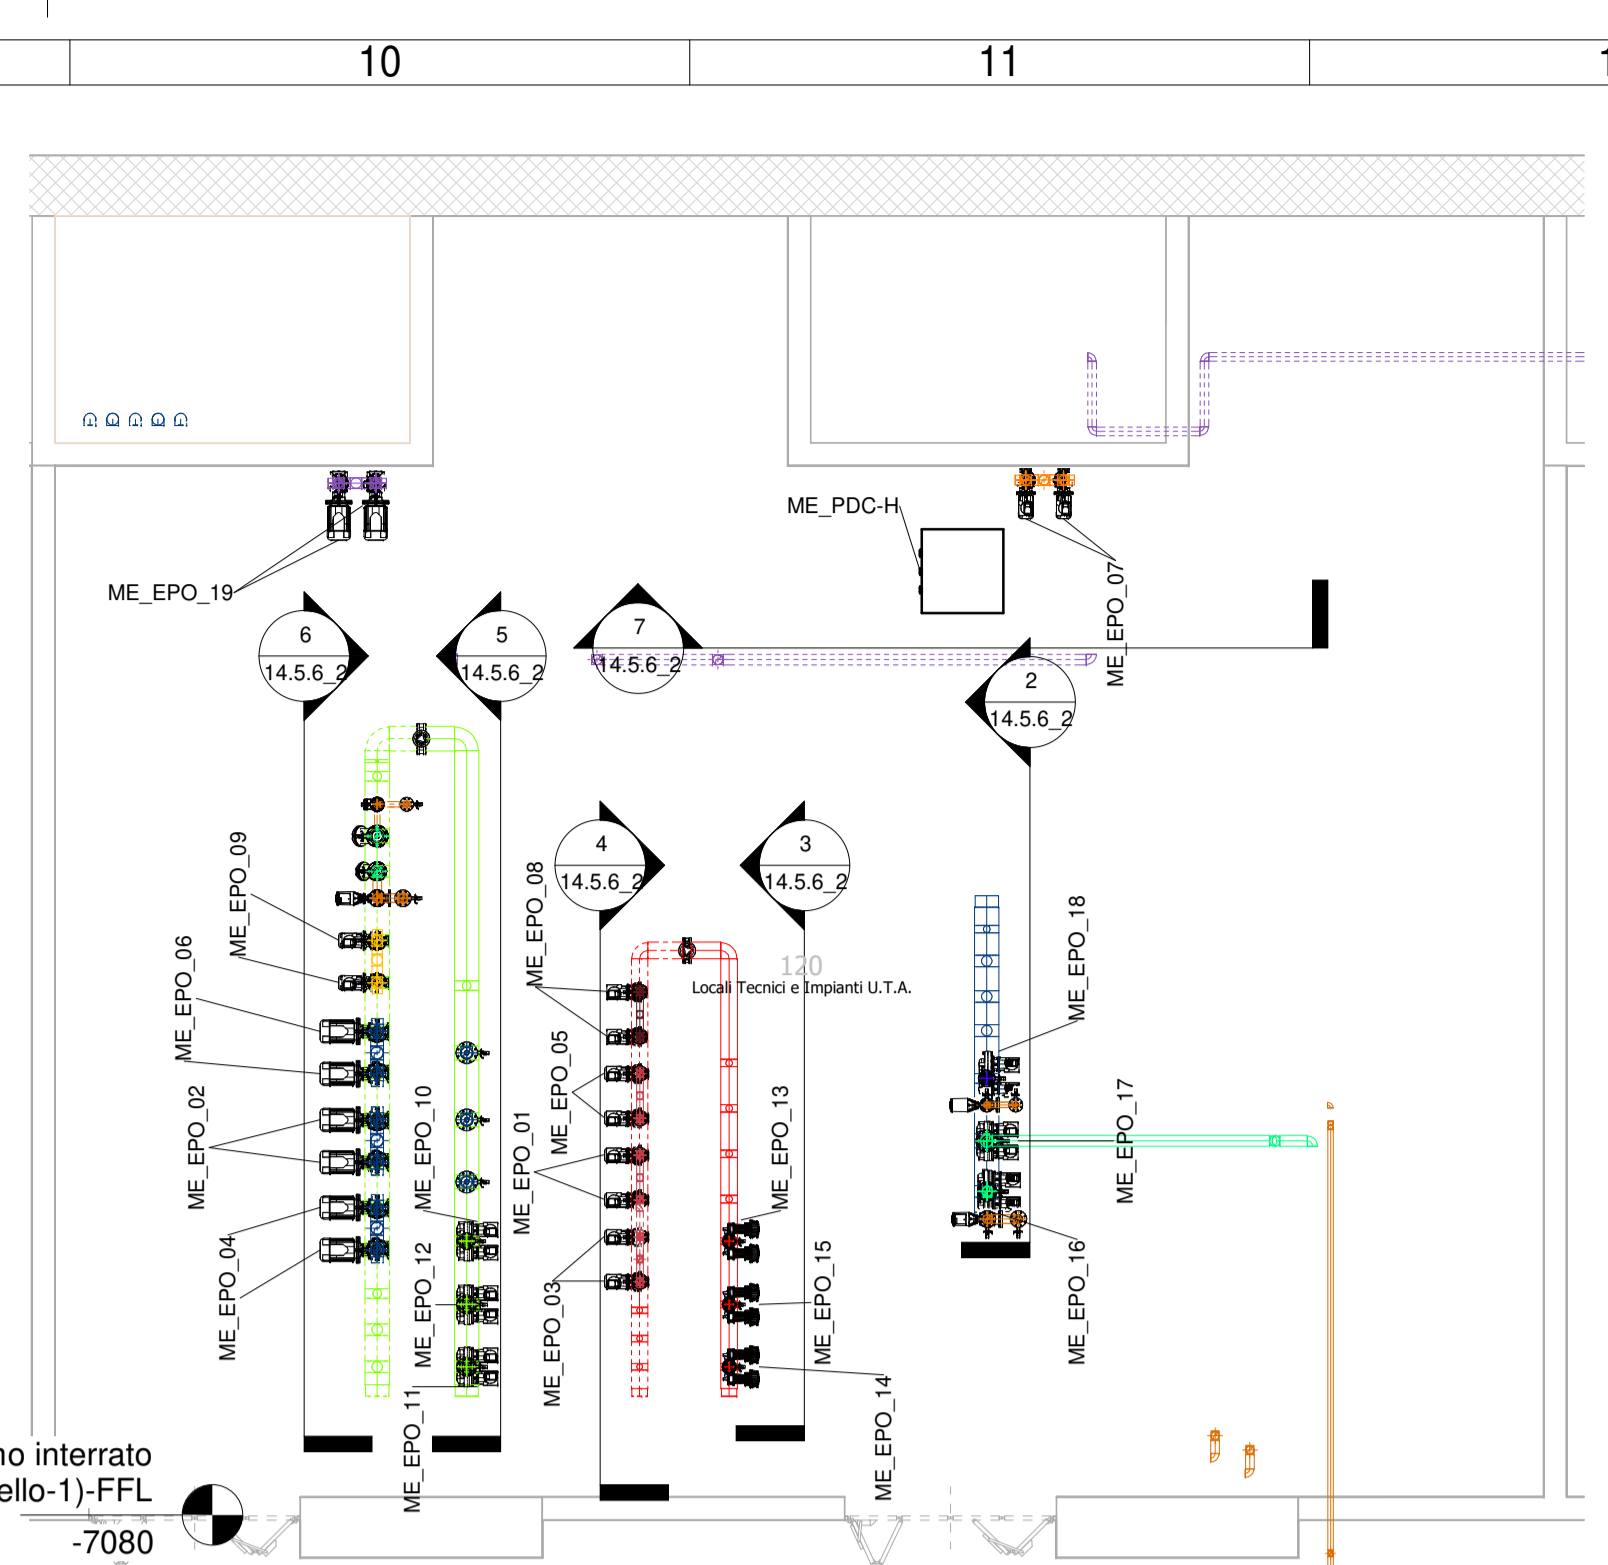 10
11
ME_PDC-H
ME_EPO_07
ME_EPO_19
6
14.5.6_2
5
14.5.6_2
7
14.5.6_2
2
14.5.6_2
4
14.5.6_2
3
14.5.6_2
ME_EPO_09
ME_EPO_08
ME_EPO_06
ME_EPO_18
120
Locali Tecnici e Impianti U.T.A.
ME_EPO_05
ME_EPO_02
ME_EPO_10
ME_EPO_01
ME_EPO_13
ME_EPO_17
ME_EPO_04
ME_EPO_12
ME_EPO_03
ME_EPO_15
ME_EPO_16
ME_EPO_11
ME_EPO_14
interrato
ello-1)-FFL
-7080